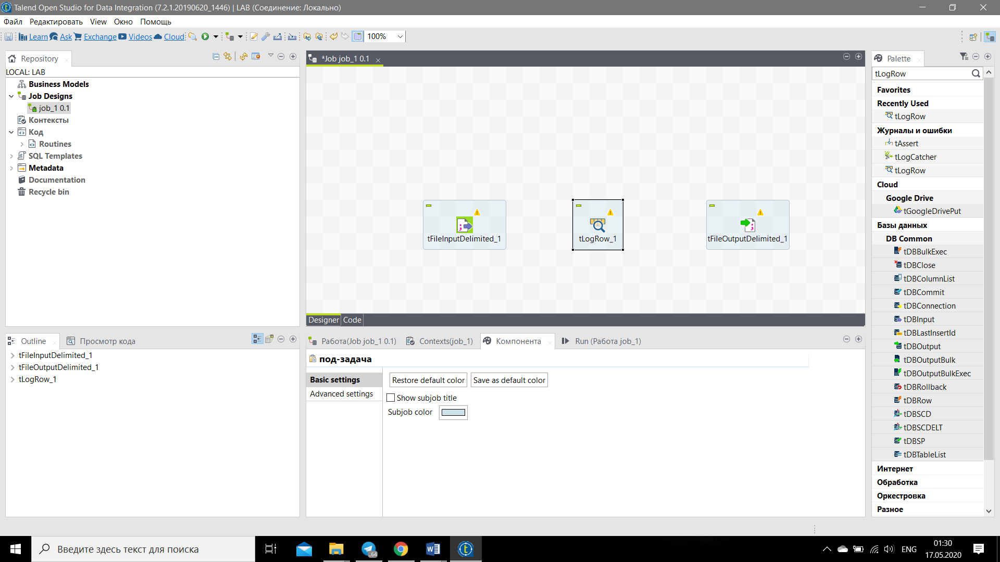 Talend Open Studio for Data Integration (7.2.1.20190620_1446) | LAB (Соединение: Локально)
Файл Редактировать View Окно Помощь
Learn Ask Exchange Videos Cloud 100%
Repository
LOCAL: LAB
Business Models
Job Designs
job_1 0.1
Контексты
Код
Routines
SQL Templates
Metadata
Documentation
Recycle bin
*Job job_1 0.1
tFileInputDelimited_1
tLogRow_1
tFileOutputDelimited_1
Designer Code
Palette
tLogRow
Favorites
Recently Used
tLogRow
Журналы и ошибки
tAssert
tLogCatcher
tLogRow
Cloud
Google Drive
tGoogleDrivePut
Базы данных
DB Common
tDBBulkExec
tDBClose
tDBColumnList
tDBCommit
tDBConnection
tDBInput
tDBLastInsertId
tDBOutput
tDBOutputBulk
tDBOutputBulkExec
tDBRollback
tDBRow
tDBSCD
tDBSCDELT
tDBSP
tDBTableList
Интернет
Обработка
Оркестровка
Разное
Outline Просмотр кода
tFileInputDelimited_1
tFileOutputDelimited_1
tLogRow_1
Работа(Job job_1 0.1) Contexts(job_1) Компонента Run (Работа job_1)
под-задача
Basic settings
Advanced settings
Restore default color Save as default color
Show subjob title
Subjob color
Введите здесь текст для поиска
64
ENG
01:30
17.05.2020